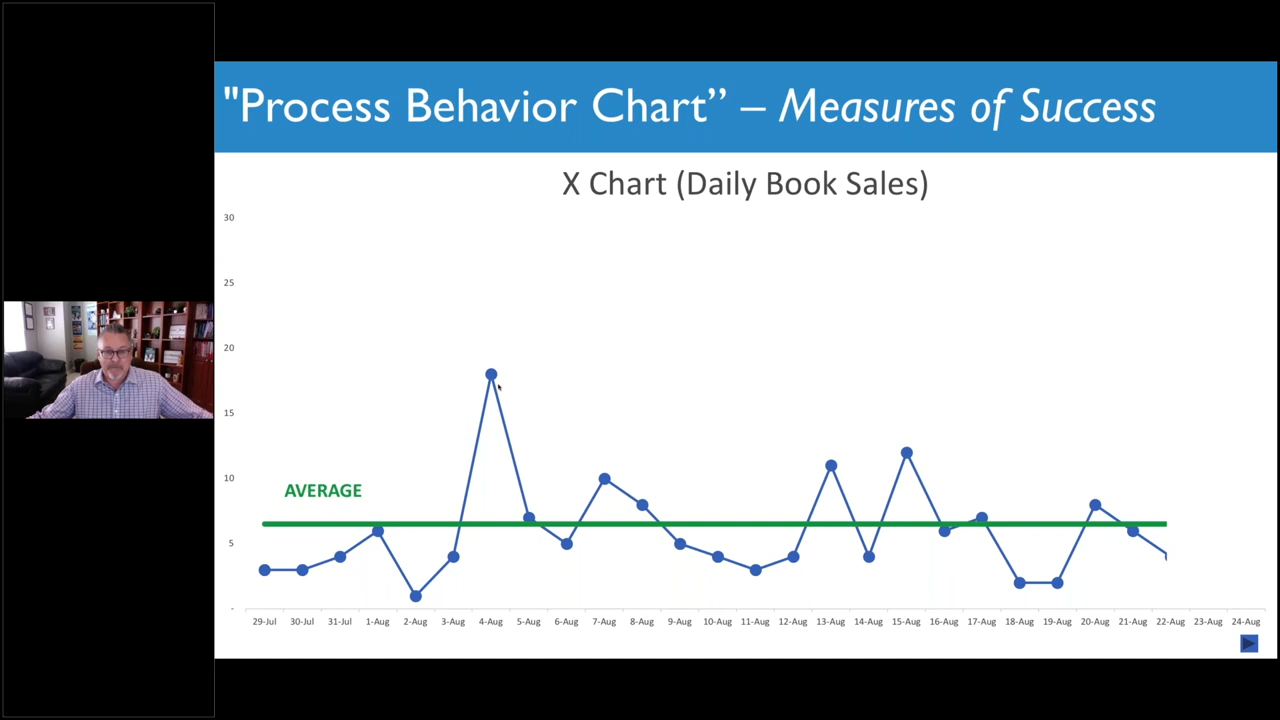 "Process Behavior Chart” – Measures of Success
X Chart (Daily Book Sales)
30
25
20
15
10
5
-
AVERAGE
29-Jul 30-Jul 31-Jul 1-Aug 2-Aug 3-Aug 4-Aug 5-Aug 6-Aug 7-Aug 8-Aug 9-Aug 10-Aug 11-Aug 12-Aug 13-Aug 14-Aug 15-Aug 16-Aug 17-Aug 18-Aug 19-Aug 20-Aug 21-Aug 22-Aug 23-Aug 24-Aug